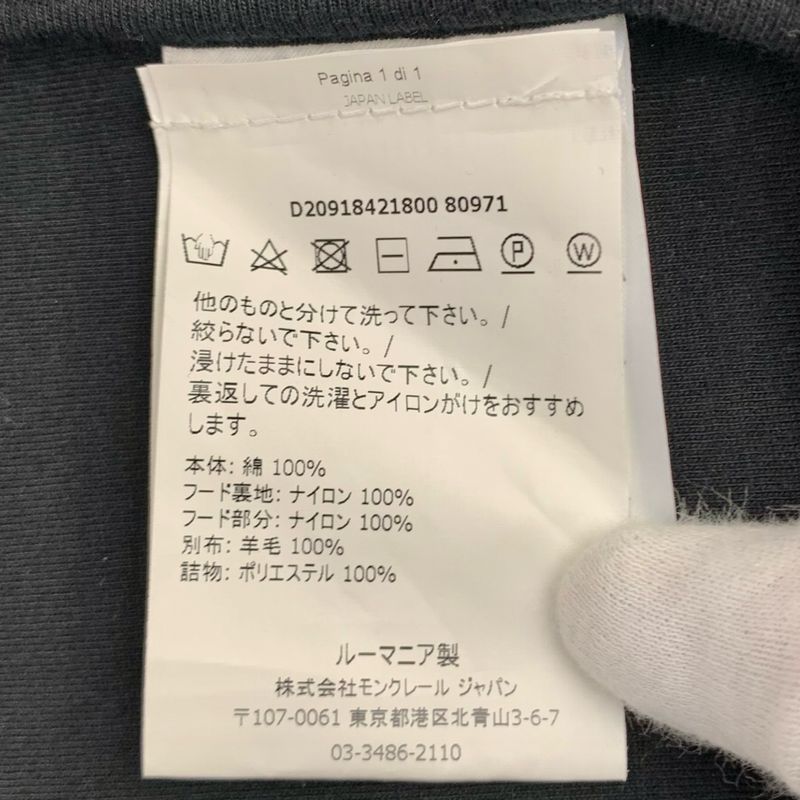 Pagina 1 di 1
JAPAN LABEL
D20918421800 80971
P W
他のものと分けて洗って下さい。/
絞らないで下さい。/
浸けたままにしないで下さい。/
裏返しての洗濯とアイロンがけをおすすめ
します。
本体: 綿 100%
フード裏地: ナイロン 100%
フード部分: ナイロン 100%
別布: 羊毛 100%
詰物: ポリエステル 100%
ルーマニア製
株式会社モンクレール ジャパン
〒107-0061 東京都港区北青山3-6-7
03-3486-2110